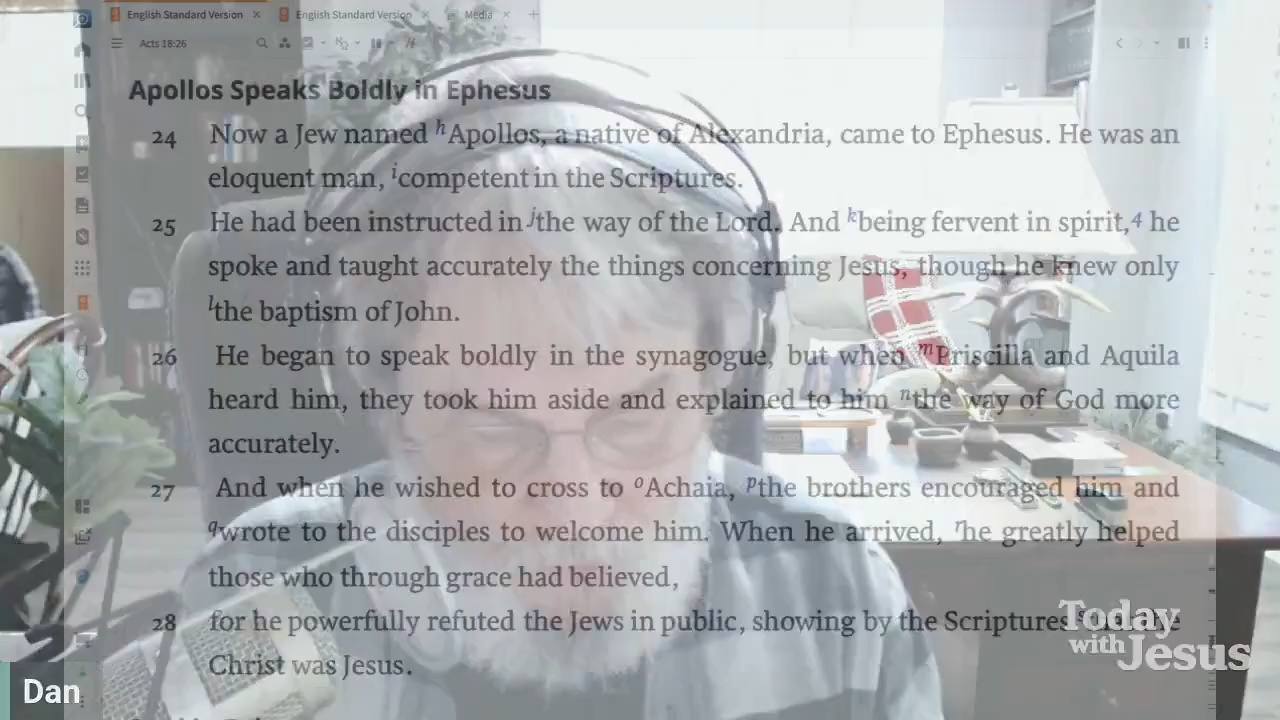 English Standard Version
English Standard Version
Media
Acts 18:26
Apollos Speaks Boldly in Ephesus
24 Now a Jew named hApollos, a native of Alexandria, came to Ephesus. He was an
eloquent man, icompetent in the Scriptures.
25 He had been instructed in jthe way of the Lord. And kbeing fervent in spirit,4 he
spoke and taught accurately the things concerning Jesus, though he knew only
lthe baptism of John.
26 He began to speak boldly in the synagogue, but when mPriscilla and Aquila
heard him, they took him aside and explained to him nthe way of God more
accurately.
27 And when he wished to cross to oAchaia, pthe brothers encouraged him and
qwrote to the disciples to welcome him. When he arrived, rhe greatly helped
those who through grace had believed,
28 for he powerfully refuted the Jews in public, showing by the Scriptures
Christ was Jesus.
Today
with Jesus
Dan